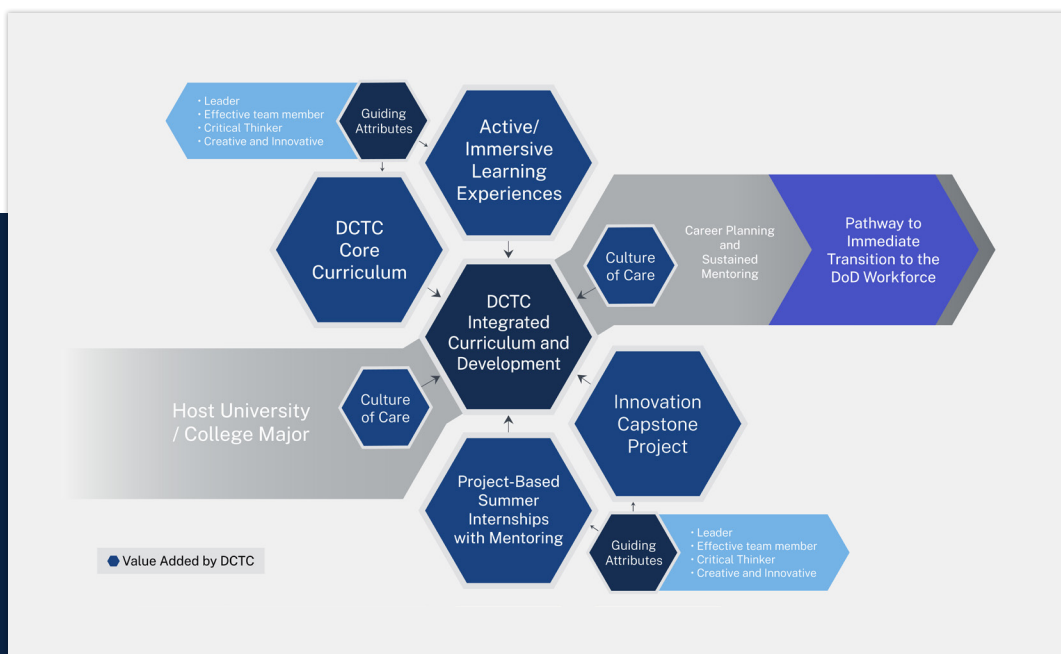 • Leader
• Effective team member
• Critical Thinker
• Creative and Innovative
Guiding
Attributes
Active/
Immersive
Learning
Experiences
DCTC
Core
Curriculum
Culture
of Care
Career Planning
and
Sustained
Mentoring
Pathway to
Immediate
Transition to the
DoD Workforce
DCTC
Integrated
Curriculum and
Development
Host University
/ College Major
Culture
of Care
Innovation
Capstone
Project
Project-Based
Summer
Internships
with Mentoring
Guiding
Attributes
• Leader
• Effective team member
• Critical Thinker
• Creative and Innovative
Value Added by DCTC